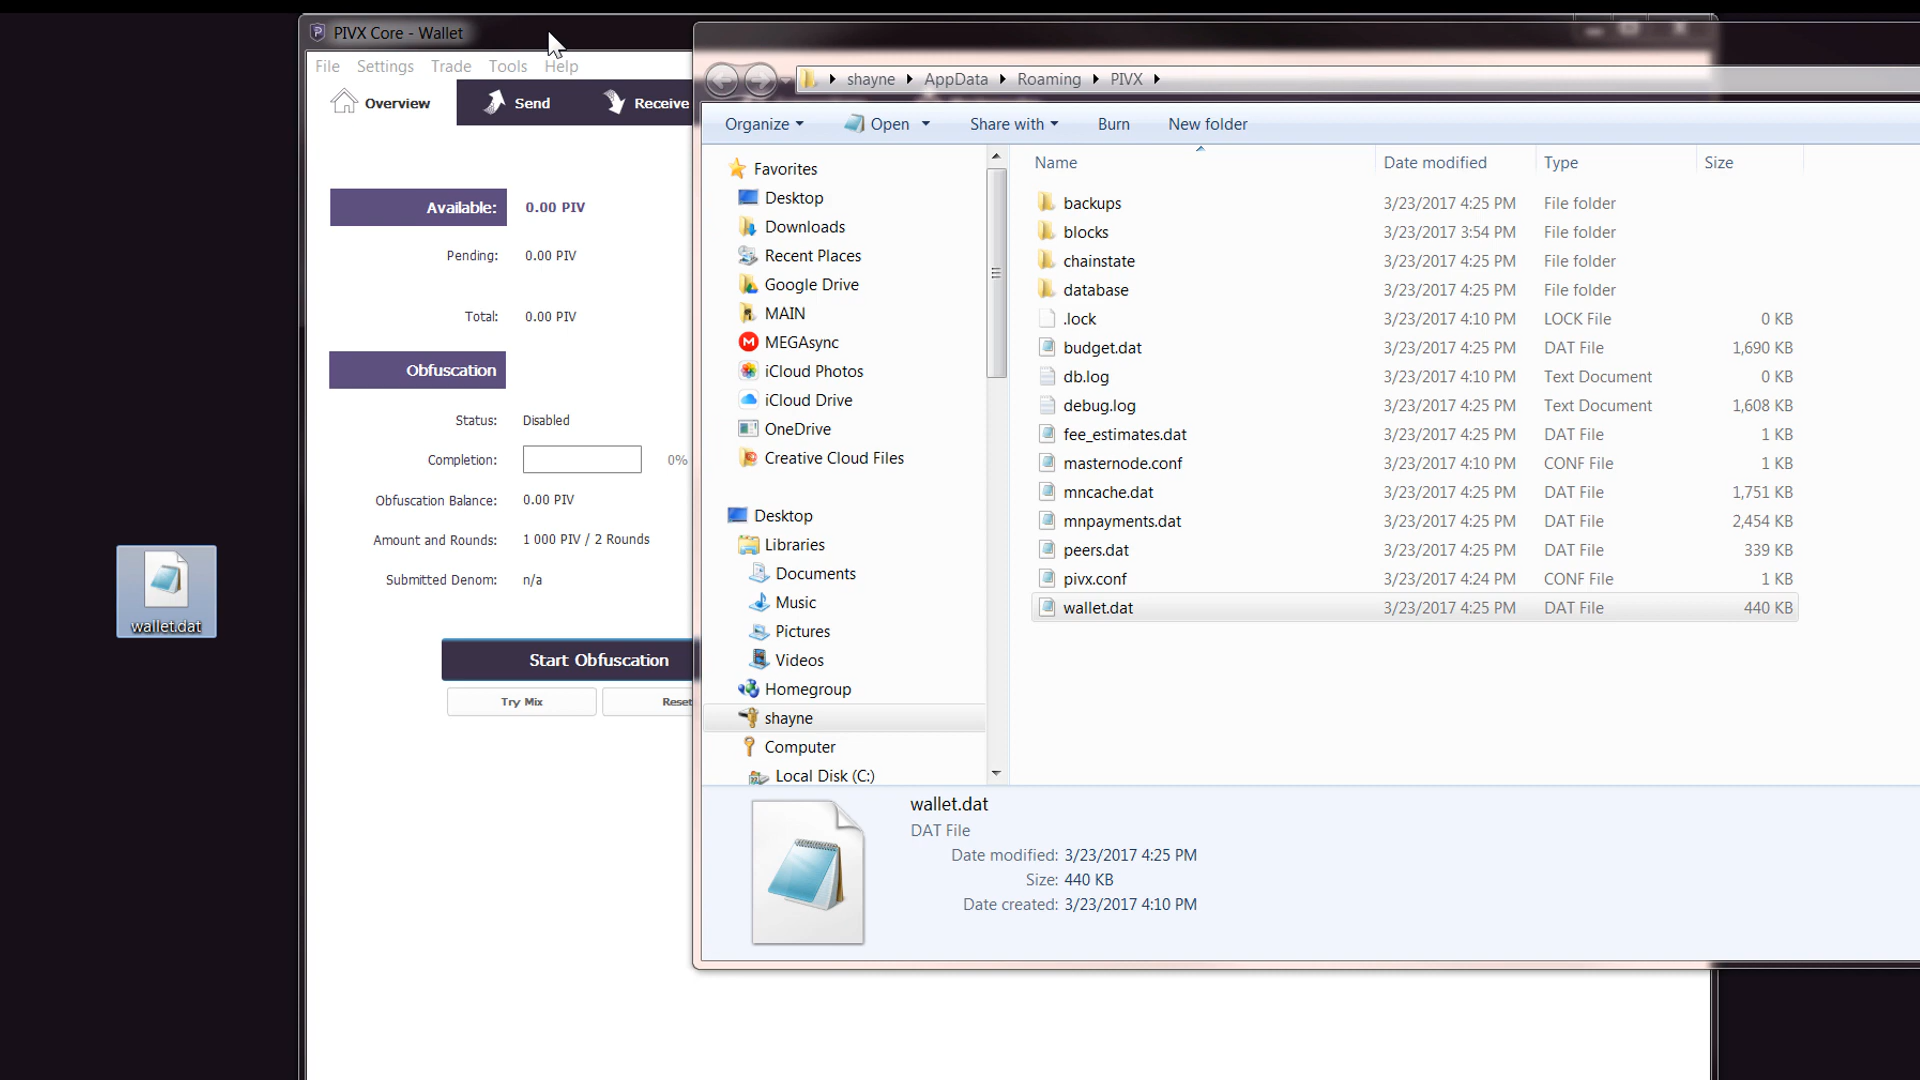 PIVX Core - Wallet
File Settings Trade Tools Help
Overview Send Receive
Available: 0.00 PIV
Pending: 0.00 PIV
Total: 0.00 PIV
Obfuscation
Status: Disabled
Completion: 0%
Obfuscation Balance: 0.00 PIV
Amount and Rounds: 1 000 PIV / 2 Rounds
Submitted Denom: n/a
Start Obfuscation
Try Mix Reset
wallet.dat
shayne AppData Roaming PIVX
Organize Open Share with Burn New folder
Favorites
Desktop
Downloads
Recent Places
Google Drive
MAIN
MEGAsync
iCloud Photos
iCloud Drive
OneDrive
Creative Cloud Files
Desktop
Libraries
Documents
Music
Pictures
Videos
Homegroup
shayne
Computer
Local Disk (C:)
Name Date modified Type Size
backups 3/23/2017 4:25 PM File folder
blocks 3/23/2017 3:54 PM File folder
chainstate 3/23/2017 4:25 PM File folder
database 3/23/2017 4:25 PM File folder
.lock 3/23/2017 4:10 PM LOCK File 0 KB
budget.dat 3/23/2017 4:25 PM DAT File 1,690 KB
db.log 3/23/2017 4:10 PM Text Document 0 KB
debug.log 3/23/2017 4:25 PM Text Document 1,608 KB
fee_estimates.dat 3/23/2017 4:25 PM DAT File 1 KB
masternode.conf 3/23/2017 4:10 PM CONF File 1 KB
mncache.dat 3/23/2017 4:25 PM DAT File 1,751 KB
mnpayments.dat 3/23/2017 4:25 PM DAT File 2,454 KB
peers.dat 3/23/2017 4:25 PM DAT File 339 KB
pivx.conf 3/23/2017 4:24 PM CONF File 1 KB
wallet.dat 3/23/2017 4:25 PM DAT File 440 KB
wallet.dat
DAT File
Date modified: 3/23/2017 4:25 PM
Size: 440 KB
Date created: 3/23/2017 4:10 PM